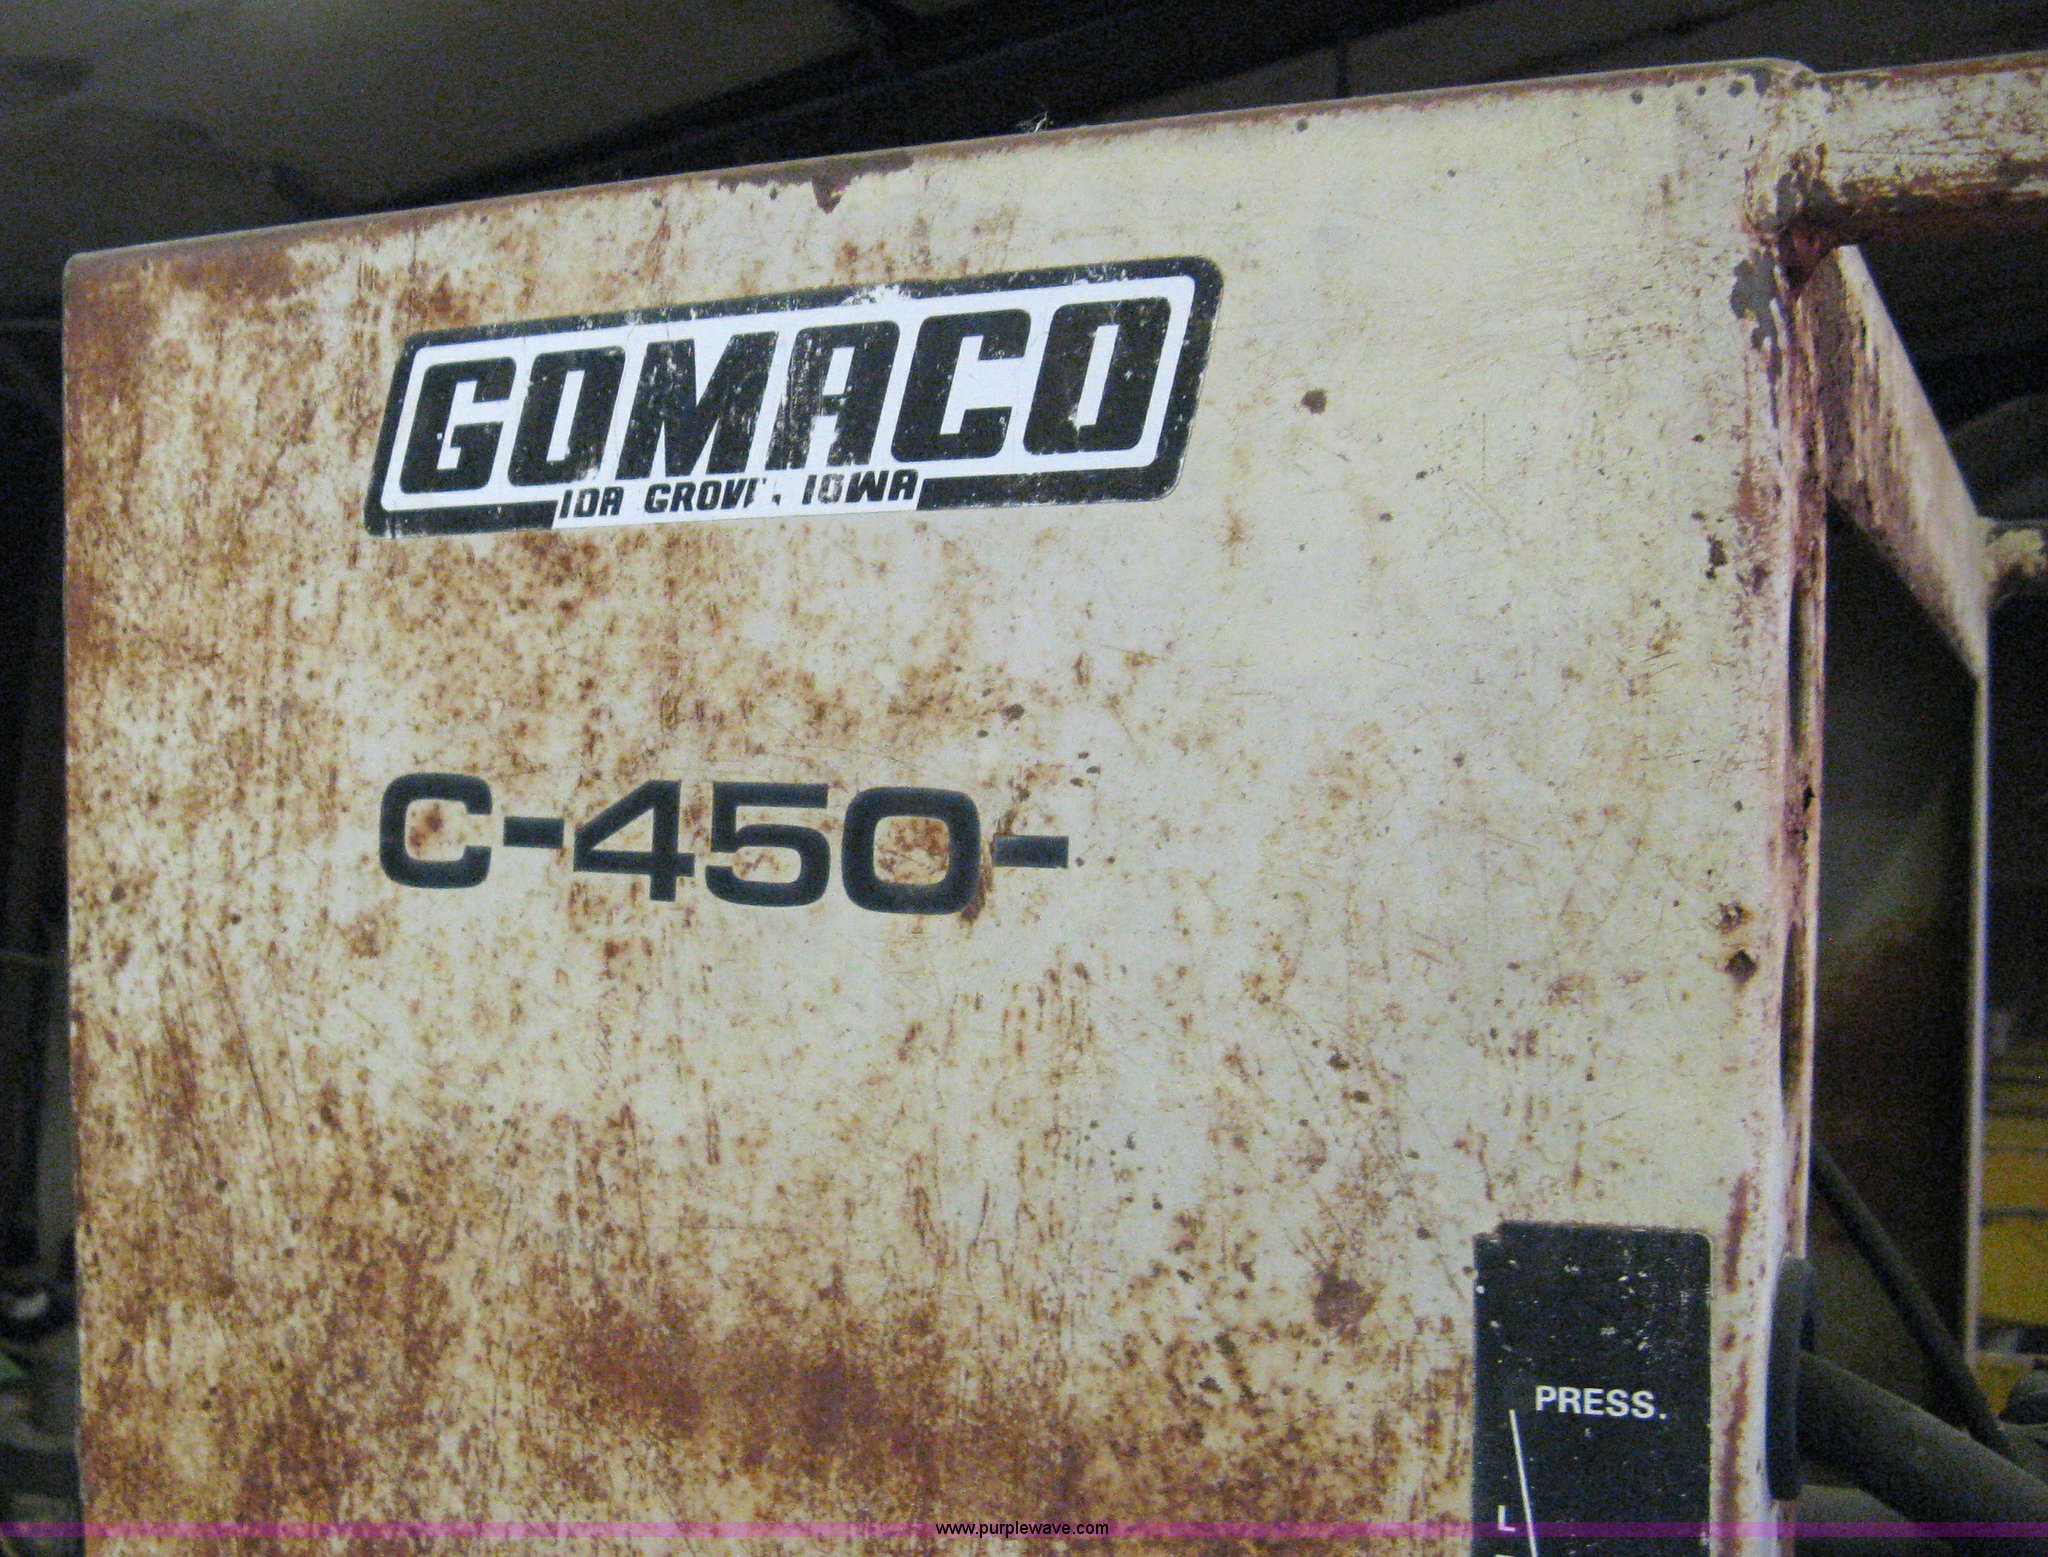 GOMACO
IDA GROVE, IOWA
C-450-
PRESS.
L
www.purplewave.com